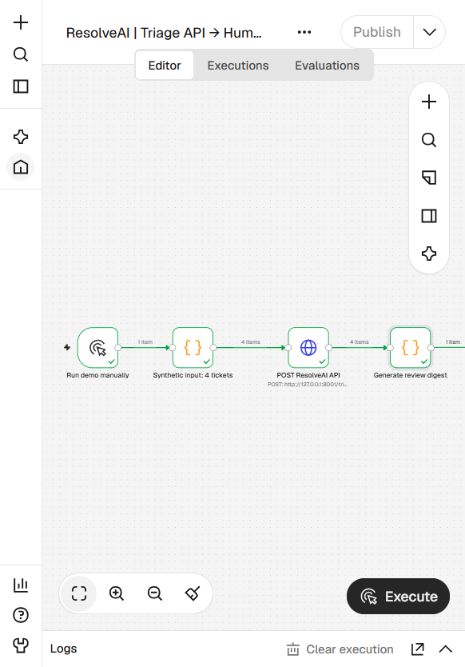 ResolveAI | Triage API → Hum...
Publish
Editor
Executions
Evaluations
1 item
4 items
4 items
1 item
Run demo manually
Synthetic input: 4 tickets
POST ResolveAI API
Generate review digest
Execute
Logs
Clear execution